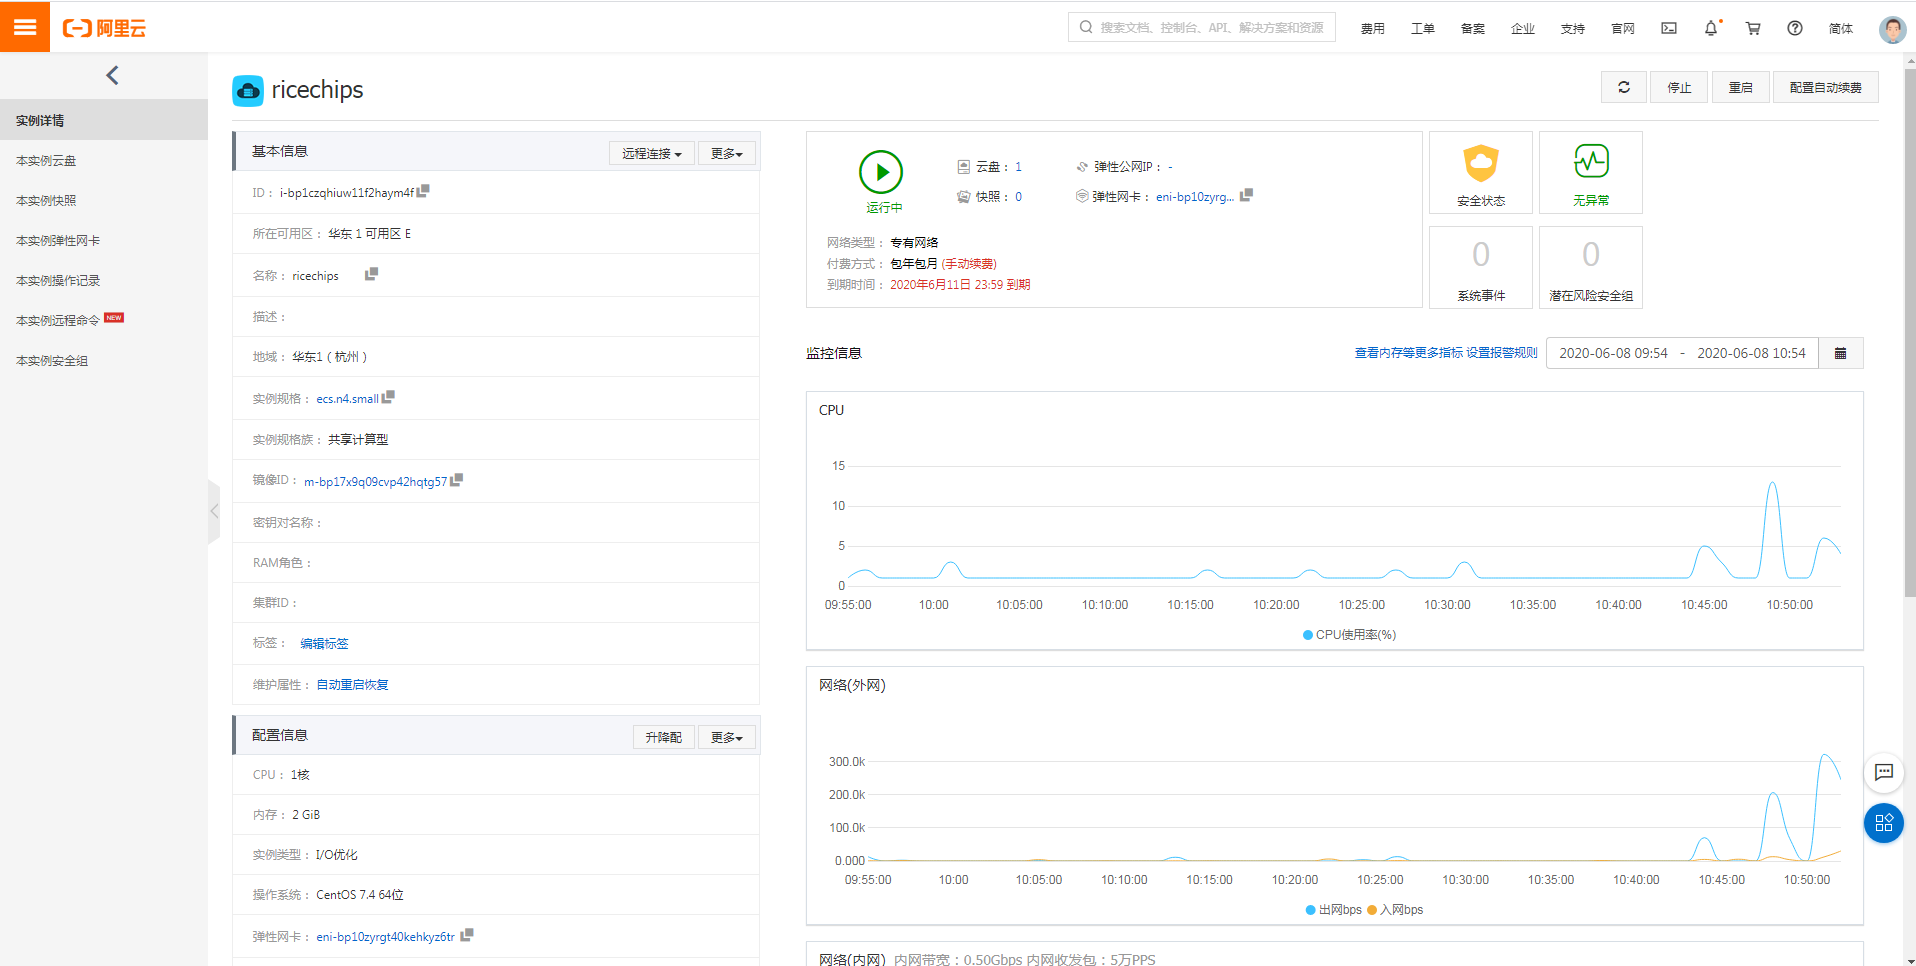 阿里云
搜索文档、控制台、API、解决方案和资源
费用 工单 备案 企业 支持 官网 简体
实例详情
本实例云盘
本实例快照
本实例弹性网卡
本实例操作记录
本实例远程命令 NEW
本实例安全组
ricechips
停止 重启 配置自动续费
基本信息 远程连接 更多
ID： i-bp1czqhiuw11f2haym4f
所在可用区： 华东 1 可用区 E
名称： ricechips
描述：
地域： 华东1（杭州）
实例规格： ecs.n4.small
实例规格族： 共享计算型
镜像ID： m-bp17x9q09cvp42hqtg57
密钥对名称：
RAM角色：
集群ID：
标签： 编辑标签
维护属性： 自动重启恢复
配置信息 升降配 更多
CPU： 1核
内存： 2 GiB
实例类型： I/O优化
操作系统： CentOS 7.4 64位
弹性网卡： eni-bp10zyrgt40kehkyz6tr
运行中
云盘： 1 弹性公网IP： -
快照： 0 弹性网卡： eni-bp10zyrg...
网络类型： 专有网络
付费方式： 包年包月 (手动续费)
到期时间： 2020年6月11日 23:59 到期
安全状态
无异常
0
系统事件
0
潜在风险安全组
监控信息 查看内存等更多指标 设置报警规则 2020-06-08 09:54 - 2020-06-08 10:54
CPU
15
10
5
0
09:55:00 10:00 10:05:00 10:10:00 10:15:00 10:20:00 10:25:00 10:30:00 10:35:00 10:40:00 10:45:00 10:50:00
CPU使用率(%)
网络(外网)
300.0k
200.0k
100.0k
0.000
09:55:00 10:00 10:05:00 10:10:00 10:15:00 10:20:00 10:25:00 10:30:00 10:35:00 10:40:00 10:45:00 10:50:00
出网bps 入网bps
网络(内网) 内网带宽：0.50Gbps 内网收发包：5万PPS